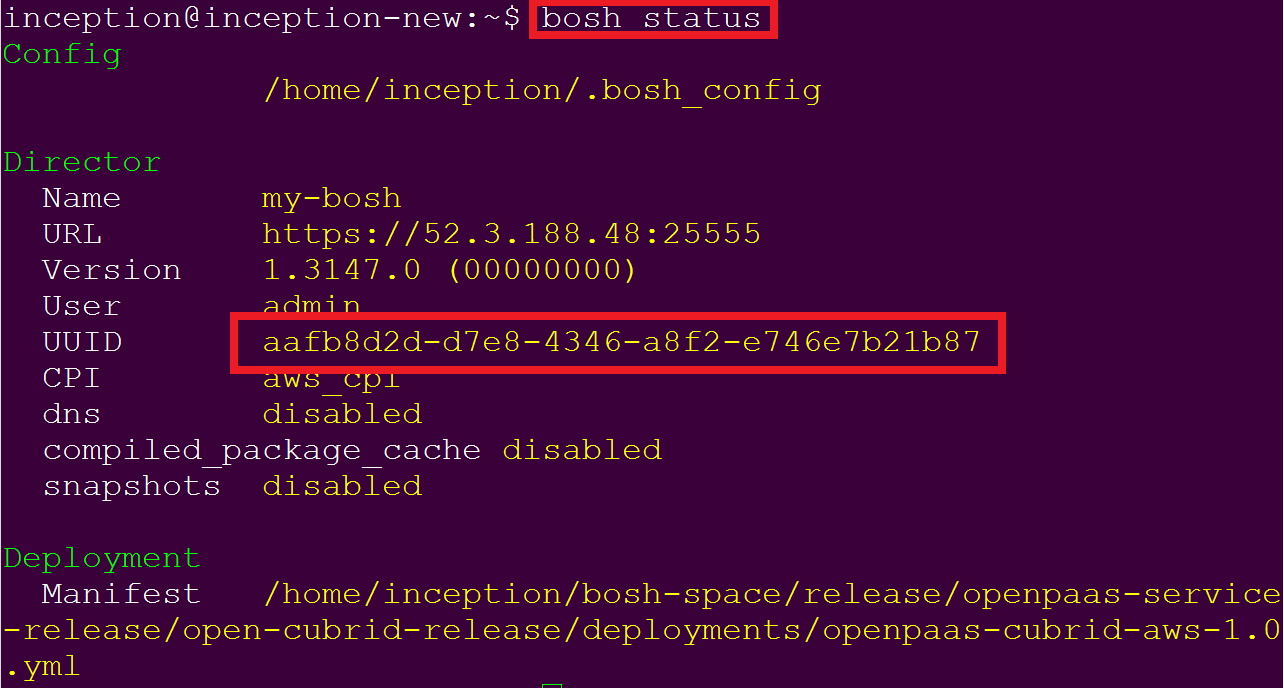 inception@inception-new:~$ bosh status
Config
/home/inception/.bosh_config
Director
Name my-bosh
URL https://52.3.188.48:25555
Version 1.3147.0 (00000000)
User admin
UUID aafb8d2d-d7e8-4346-a8f2-e746e7b21b87
CPI aws_cpi
dns disabled
compiled_package_cache disabled
snapshots disabled
Deployment
Manifest /home/inception/bosh-space/release/openpaas-service
-release/open-cubrid-release/deployments/openpaas-cubrid-aws-1.0
.yml